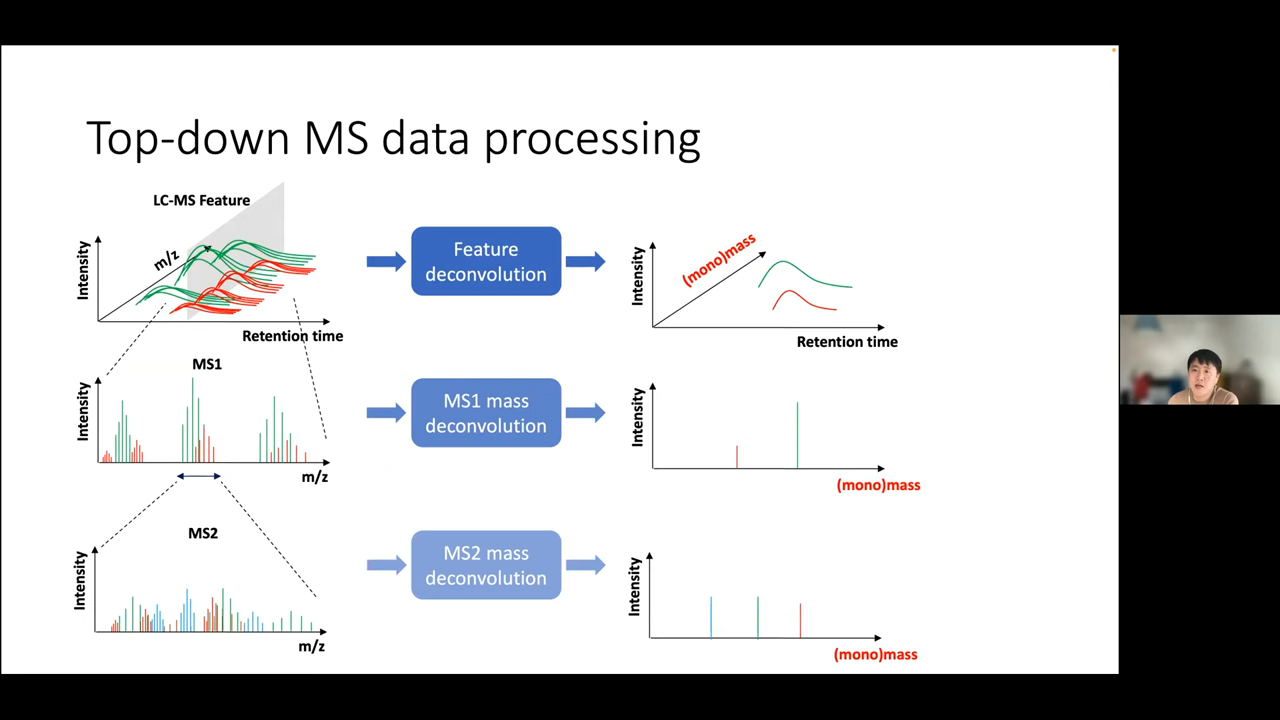 Top-down MS data processing
LC-MS Feature
Intensity
m/z
Retention time
Feature
deconvolution
Intensity
(mono)mass
Retention time
MS1
Intensity
m/z
MS1 mass
deconvolution
Intensity
(mono)mass
MS2
Intensity
m/z
MS2 mass
deconvolution
Intensity
(mono)mass